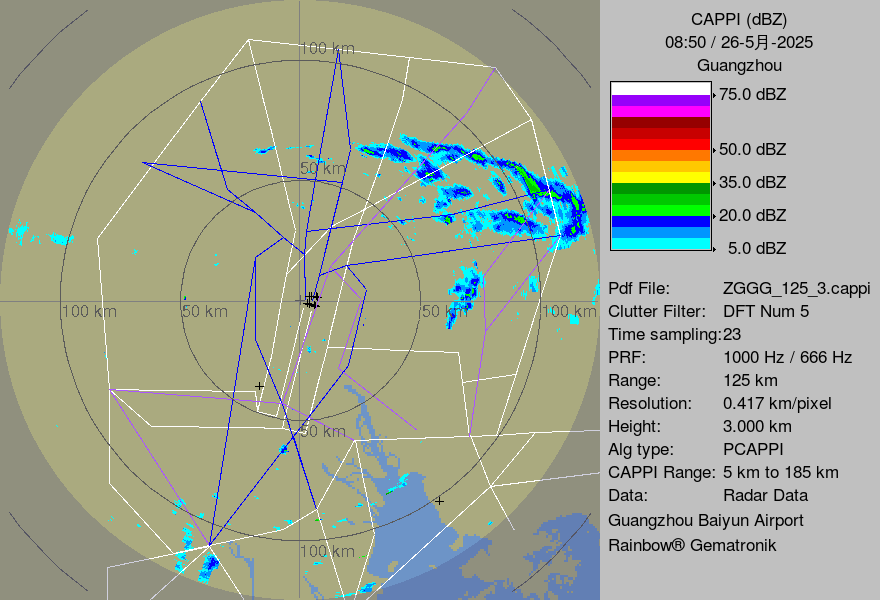 CAPPI (dBZ)
08:50 / 26-5月-2025
Guangzhou
75.0 dBZ
50.0 dBZ
35.0 dBZ
20.0 dBZ
5.0 dBZ
Pdf File: ZGGG_125_3.cappi
Clutter Filter: DFT Num 5
Time sampling:23
PRF: 1000 Hz / 666 Hz
Range: 125 km
Resolution: 0.417 km/pixel
Height: 3.000 km
Alg type: PCAPPI
CAPPI Range: 5 km to 185 km
Data: Radar Data
Guangzhou Baiyun Airport
Rainbow® Gematronik
100 km
50 km
100 km
50 km
50 km
100 km
50 km
100 km